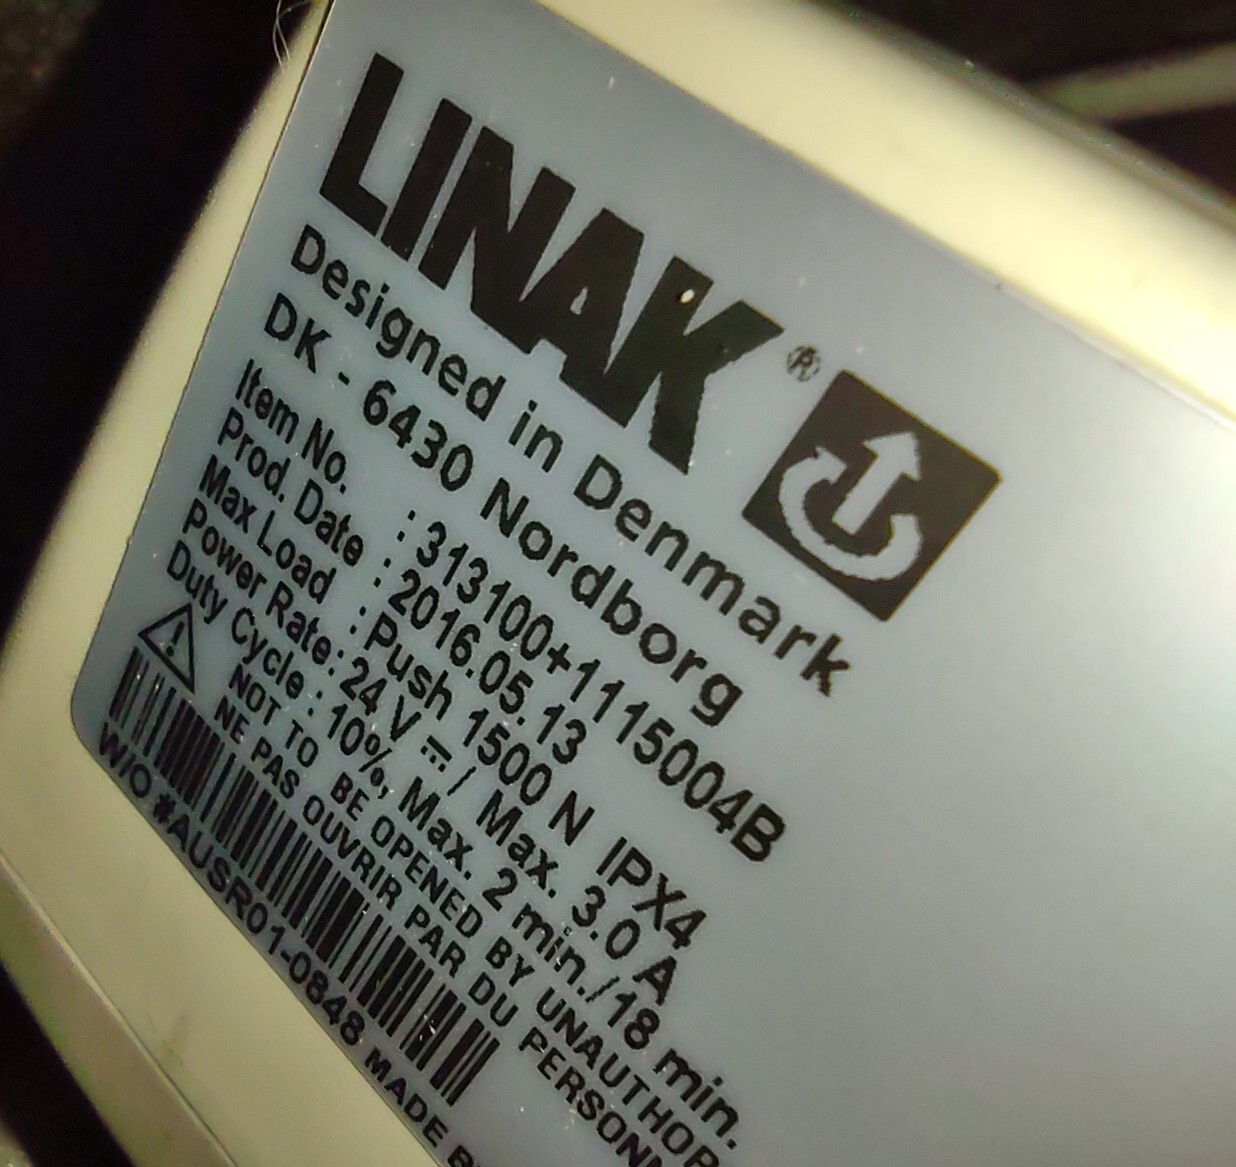 LINAK®
Designed in Denmark
DK - 6430 Nordborg
Item No. : 313100+1115004B
Prod. Date : 2016.05.13
Max Load : Push 1500 N IPX4
Power Rate: 24 V ⎓ / Max. 3.0 A
Duty Cycle : 10%, Max. 2 min./18 min.
NOT TO BE OPENED BY UNAUTHOR
NE PAS OUVRIR PAR DU PERSONN
W/O #AUSR01-0848 MADE